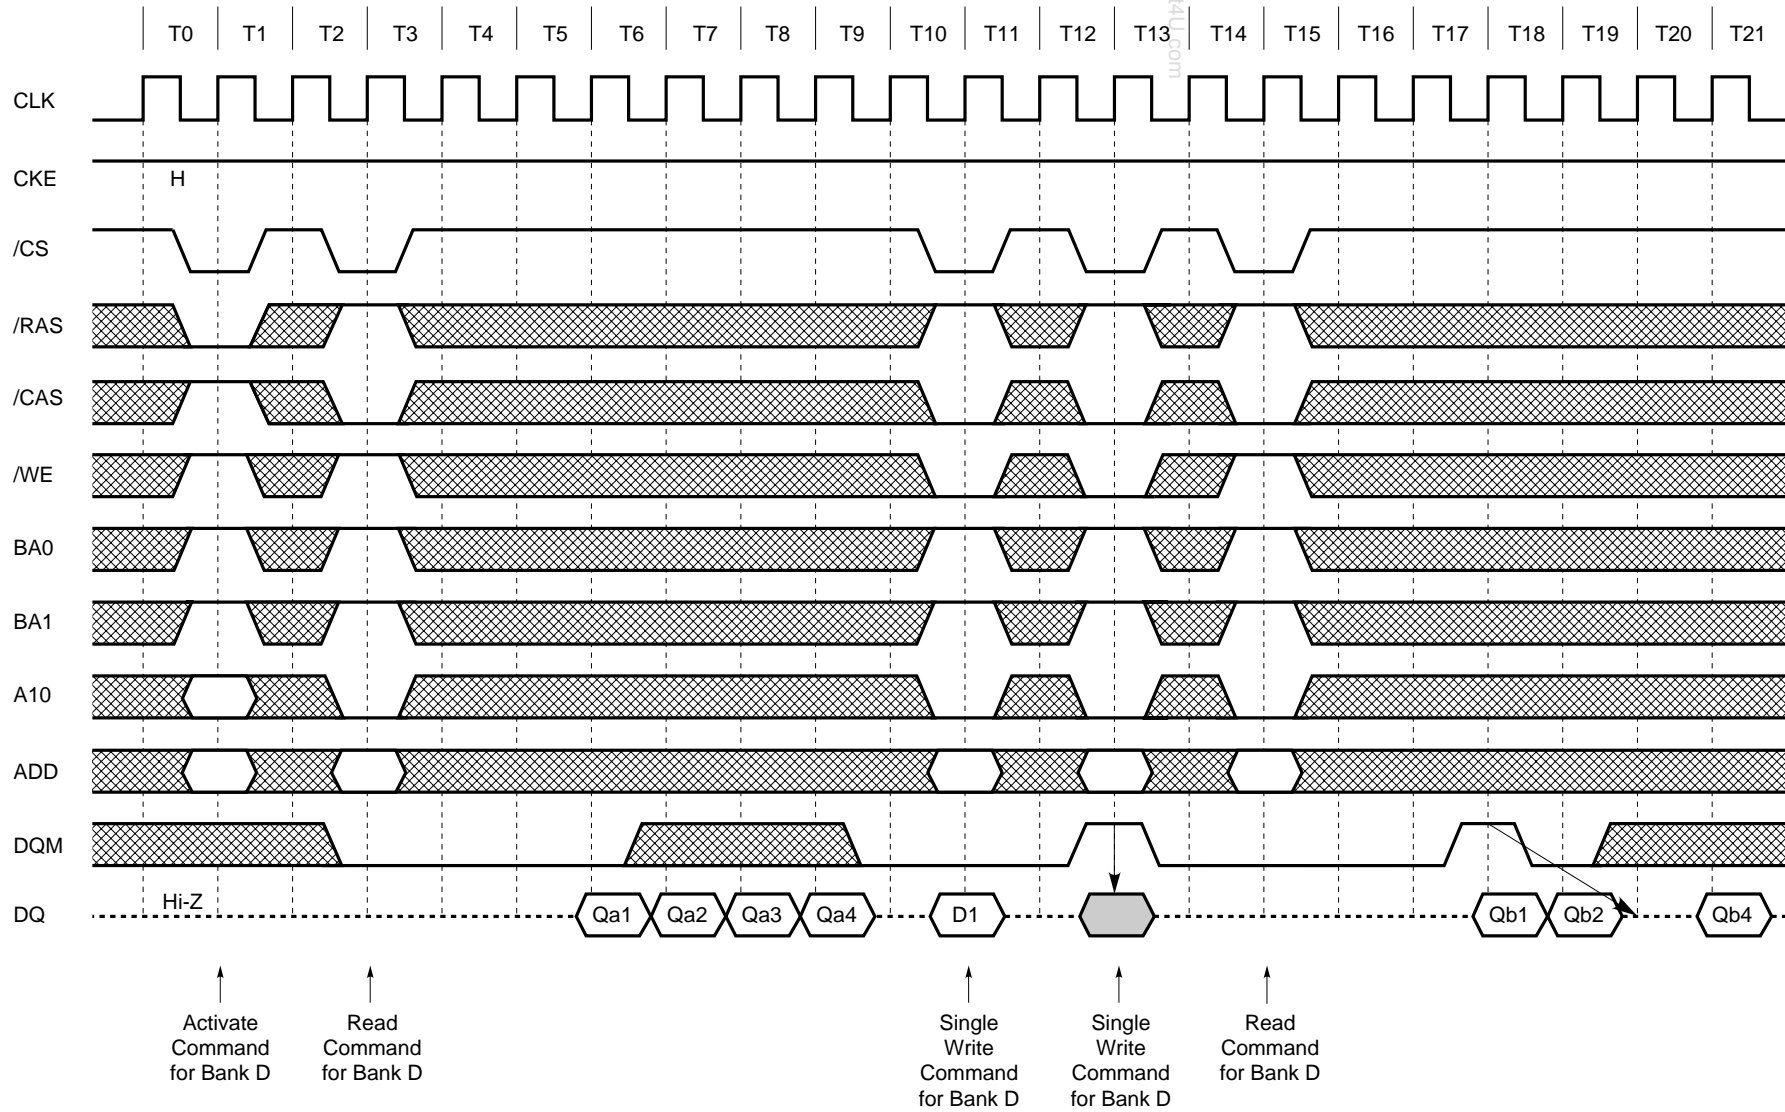 T0 T1 T2 T3 T4 T5 T6 T7 T8 T9 T10 T11 T12 T13 T14 T15 T16 T17 T18 T19 T20 T21
t4U.com
CLK
CKE H
/CS
/RAS
/CAS
/WE
BA0
BA1
A10
ADD
DQM
DQ Hi-Z Qa1 Qa2 Qa3 Qa4 D1 Qb1 Qb2 Qb4
Activate
Command
for Bank D
Read
Command
for Bank D
Single
Write
Command
for Bank D
Single
Write
Command
for Bank D
Read
Command
for Bank D